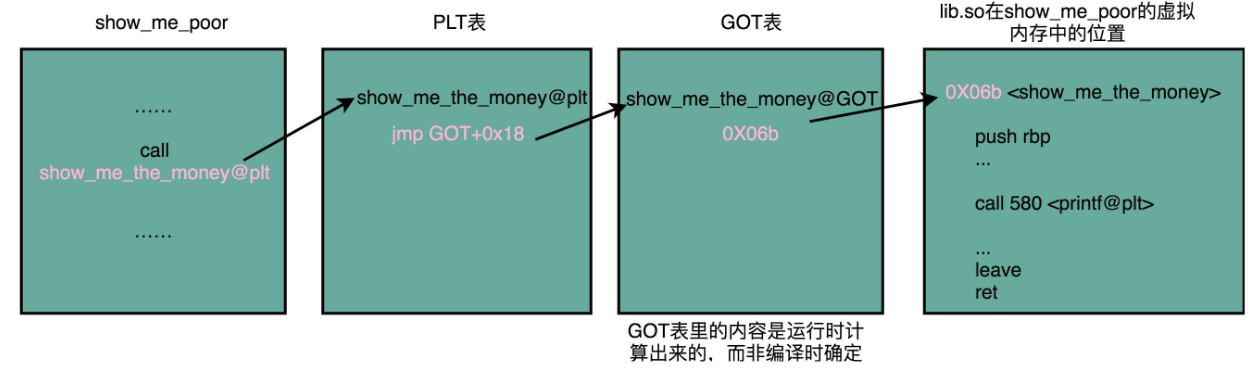 show_me_poor
……
call
show_me_the_money@plt
……
PLT表
show_me_the_money@plt
jmp GOT+0x18
GOT表
show_me_the_money@GOT
0X06b
GOT表里的内容是运行时计
算出来的，而非编译时确定
lib.so在show_me_poor的虚拟
内存中的位置
0X06b <show_me_the_money>
push rbp
...
call 580 <printf@plt>
...
leave
ret